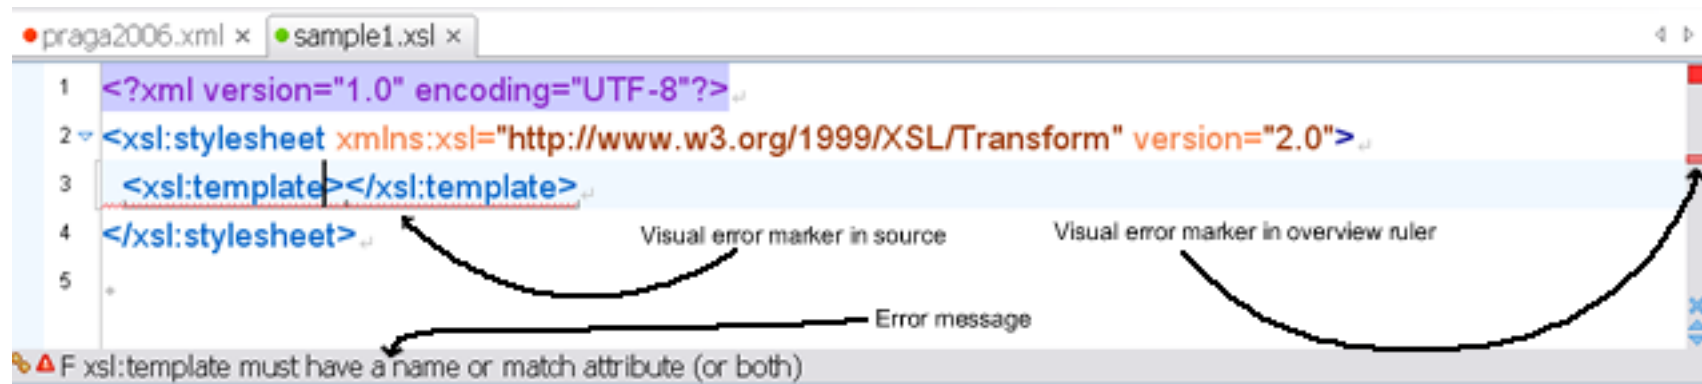 praga2006.xml × sample1.xsl ×
1 <?xml version="1.0" encoding="UTF-8"?>
2 <xsl:stylesheet xmlns:xsl="http://www.w3.org/1999/XSL/Transform" version="2.0">
3 <xsl:template></xsl:template>
4 </xsl:stylesheet>
Visual error marker in source
Visual error marker in overview ruler
5
Error message
F xsl:template must have a name or match attribute (or both)